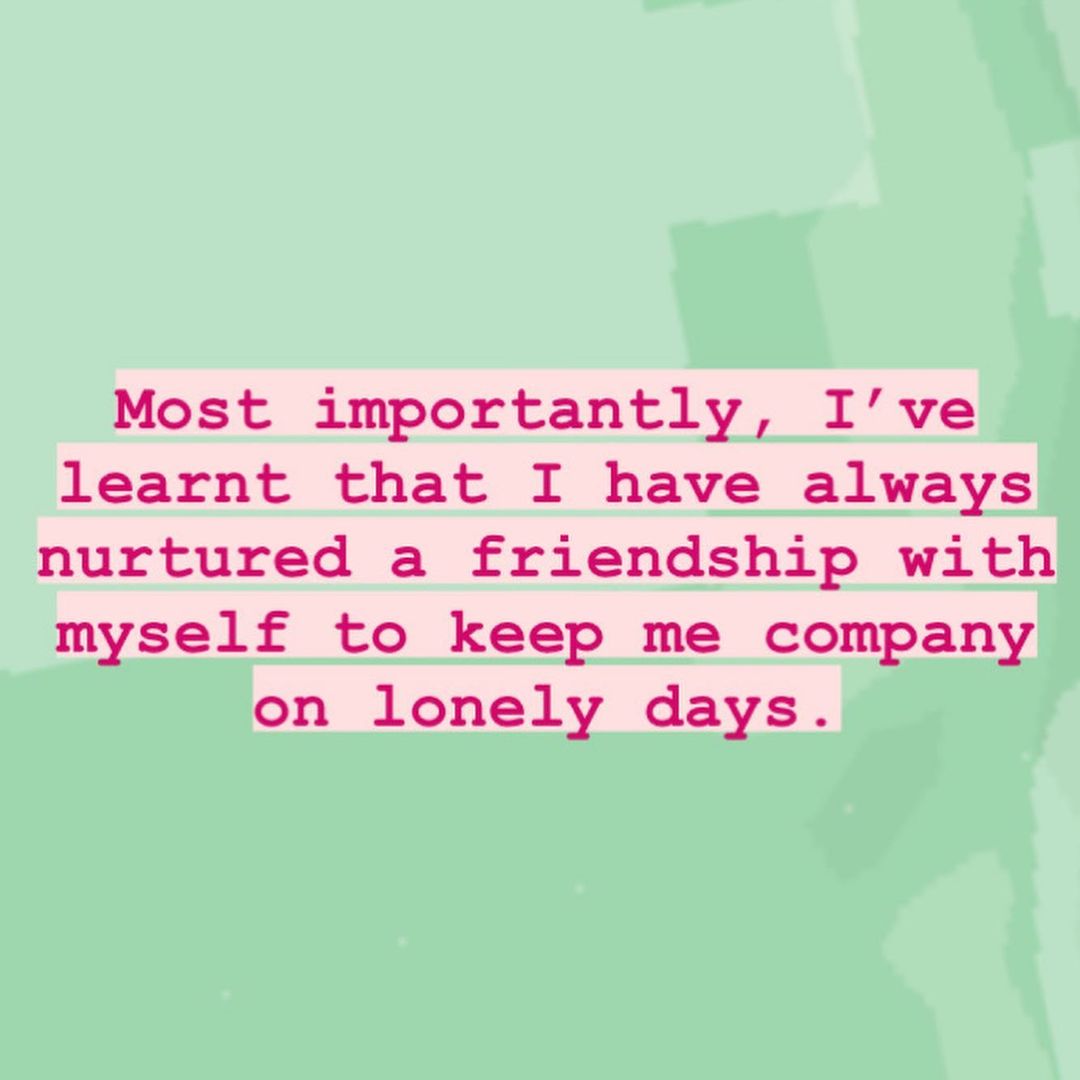 Most importantly, I’ve
learnt that I have always
nurtured a friendship with
myself to keep me company
on lonely days.